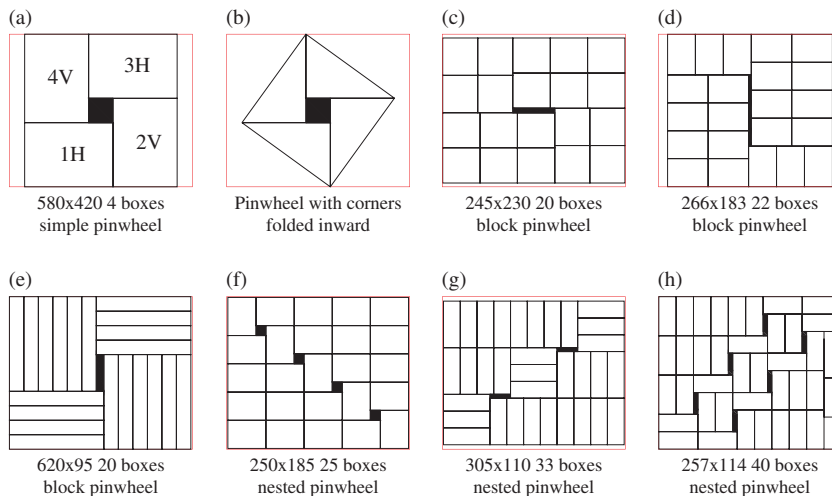 (a)
4V
3H
1H
2V
580x420 4 boxes
simple pinwheel
(b)
Pinwheel with corners
folded inward
(c)
245x230 20 boxes
block pinwheel
(d)
266x183 22 boxes
block pinwheel
(e)
620x95 20 boxes
block pinwheel
(f)
250x185 25 boxes
nested pinwheel
(g)
305x110 33 boxes
nested pinwheel
(h)
257x114 40 boxes
nested pinwheel